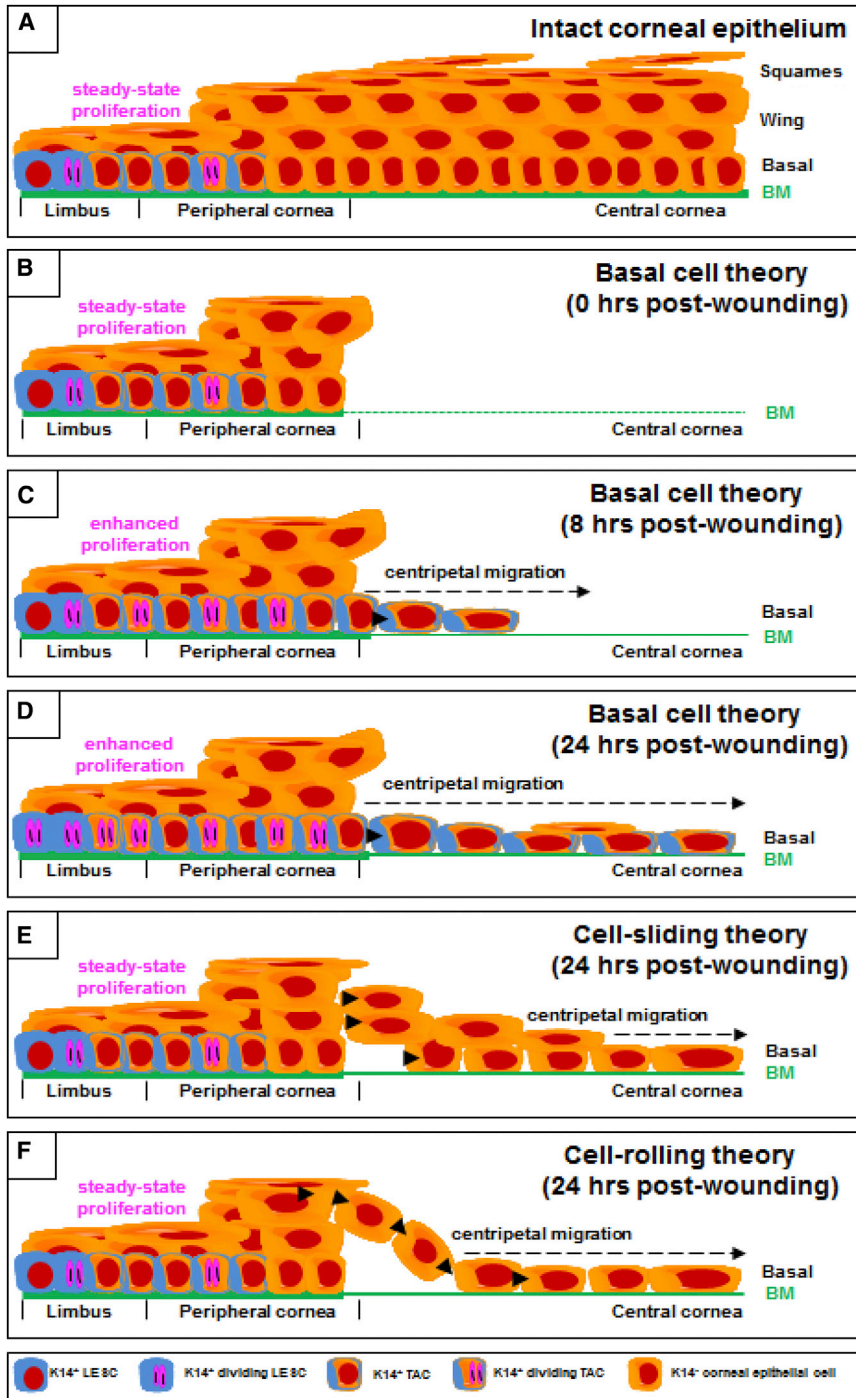 A
Intact corneal epithelium
steady-state
proliferation
Squames
Wing
Basal
BM
Limbus
Peripheral cornea
Central cornea
B
Basal cell theory
(0 hrs post-wounding)
steady-state
proliferation
BM
Limbus
Peripheral cornea
Central cornea
C
Basal cell theory
(8 hrs post-wounding)
enhanced
proliferation
centripetal migration
Basal
BM
Limbus
Peripheral cornea
Central cornea
D
Basal cell theory
(24 hrs post-wounding)
enhanced
proliferation
centripetal migration
Basal
BM
Limbus
Peripheral cornea
Central cornea
E
Cell-sliding theory
(24 hrs post-wounding)
steady-state
proliferation
centripetal migration
Basal
BM
Limbus
Peripheral cornea
Central cornea
F
Cell-rolling theory
(24 hrs post-wounding)
steady-state
proliferation
centripetal migration
Basal
BM
Limbus
Peripheral cornea
Central cornea
K14⁺ LESC
K14⁺ dividing LESC
K14⁺ TAC
K14⁺ dividing TAC
K14⁻ corneal epithelial cell